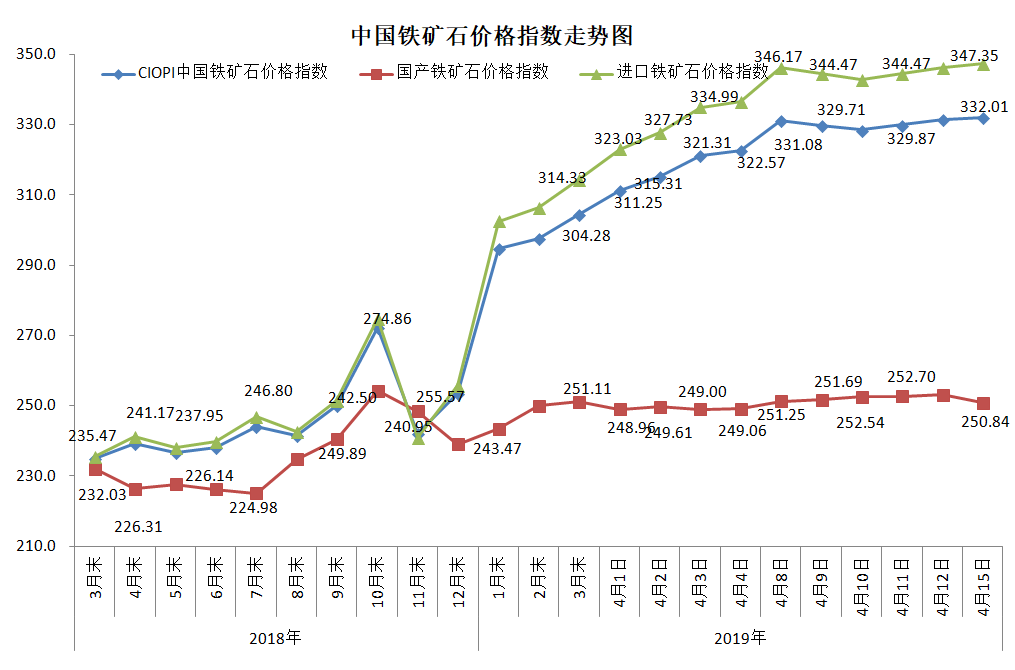 中国铁矿石价格指数走势图
CIOPI中国铁矿石价格指数 国产铁矿石价格指数 进口铁矿石价格指数
350.0
330.0
310.0
290.0
270.0
250.0
230.0
210.0
235.47
241.17
237.95
246.80
242.50
274.86
240.95
255.57
314.33
323.03
327.73
334.99
346.17
344.47
344.47
347.35
304.28
311.25
315.31
321.31
322.57
331.08
329.71
329.87
332.01
232.03
226.31
226.14
224.98
249.89
243.47
251.11
248.96
249.61
249.00
249.06
251.25
251.69
252.54
252.70
250.84
3月末
4月末
5月末
6月末
7月末
8月末
9月末
10月末
11月末
12月末
1月末
2月末
3月末
4月1日
4月2日
4月3日
4月4日
4月8日
4月9日
4月10日
4月11日
4月12日
4月15日
2018年 2019年